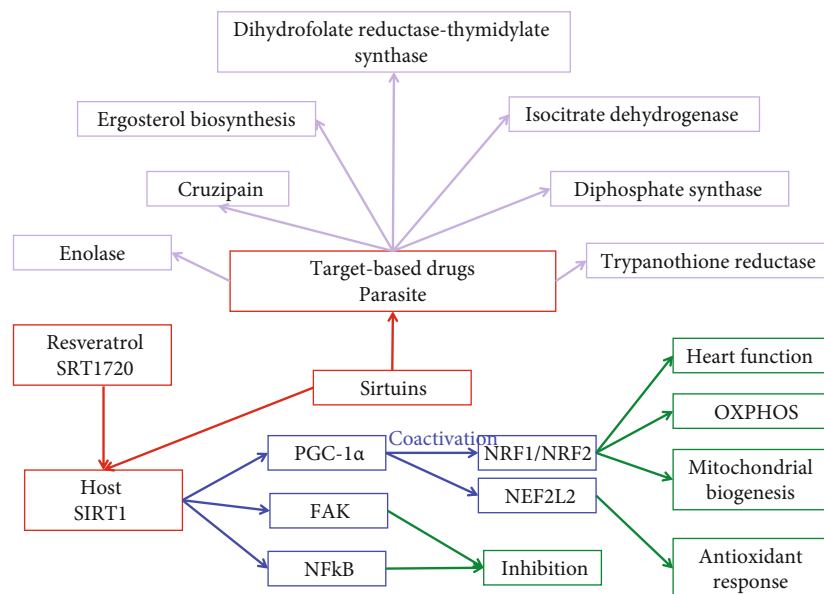 Dihydrofolate reductase-thymidylate
synthase
Ergosterol biosynthesis
Isocitrate dehydrogenase
Cruzipain
Diphosphate synthase
Enolase
Target-based drugs
Parasite
Trypanothione reductase
Resveratrol
SRT1720
Sirtuins
Heart function
OXPHOS
Coactivation
PGC-1α
NRF1/NRF2
Mitochondrial
biogenesis
Host
SIRT1
NEF2L2
FAK
NFkB
Inhibition
Antioxidant
response